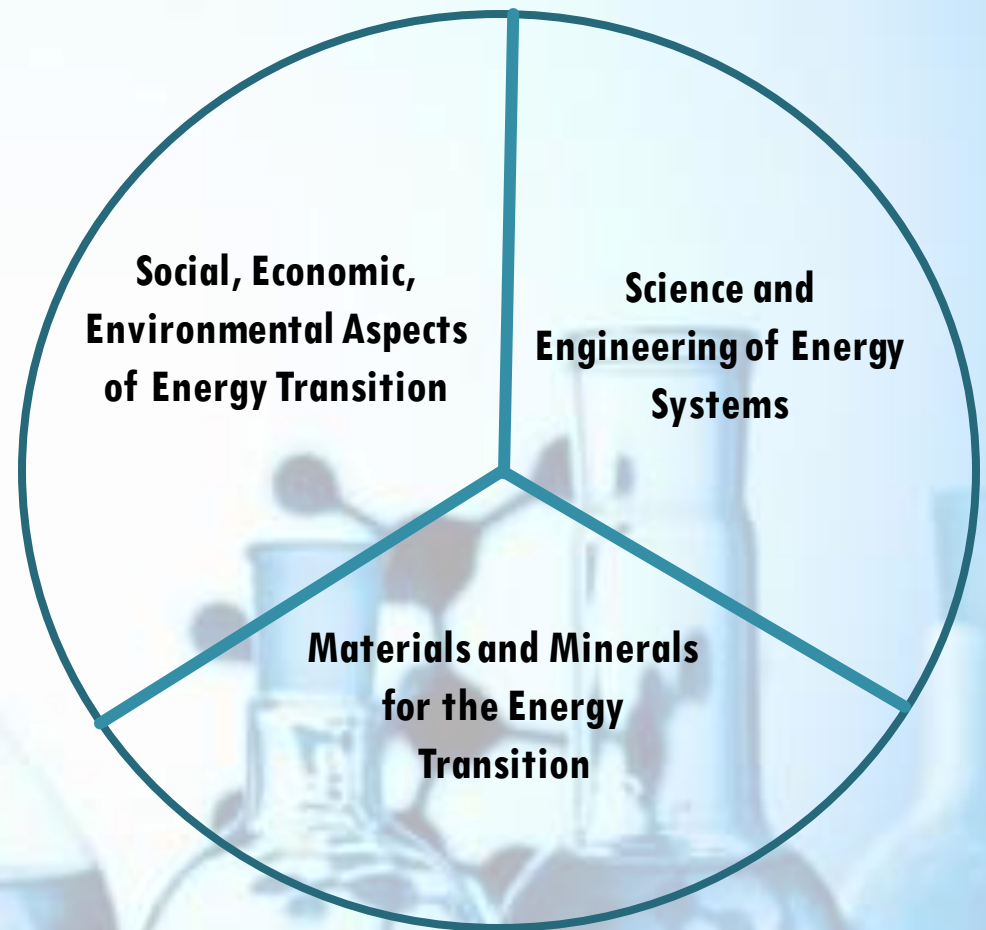 Social, Economic,
Environmental Aspects
of Energy Transition
Science and
Engineering of Energy
Systems
Materials and Minerals
for the Energy
Transition